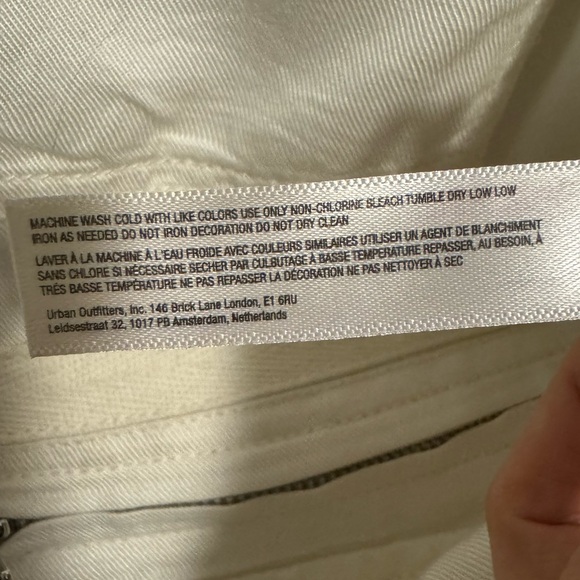 MACHINE WASH COLD WITH LIKE COLORS USE ONLY NON-CHLORINE BLEACH TUMBLE DRY LOW LOW
IRON AS NEEDED DO NOT IRON DECORATION DO NOT DRY CLEAN
LAVER À LA MACHINE À L'EAU FROIDE AVEC COULEURS SIMILAIRES UTILISER UN AGENT DE BLANCHIMENT
SANS CHLORE SI NÉCESSAIRE SECHER PAR CULBUTAGE À BASSE TEMPERATURE REPASSER, AU BESOIN, À
TRÉS BASSE TEMPÉRATURE NE PAS REPASSER LA DÉCORATION NE PAS NETTOYER À SEC
Urban Outfitters, Inc. 146 Brick Lane London, E1 6RU
Leidsestraat 32, 1017 PB Amsterdam, Netherlands